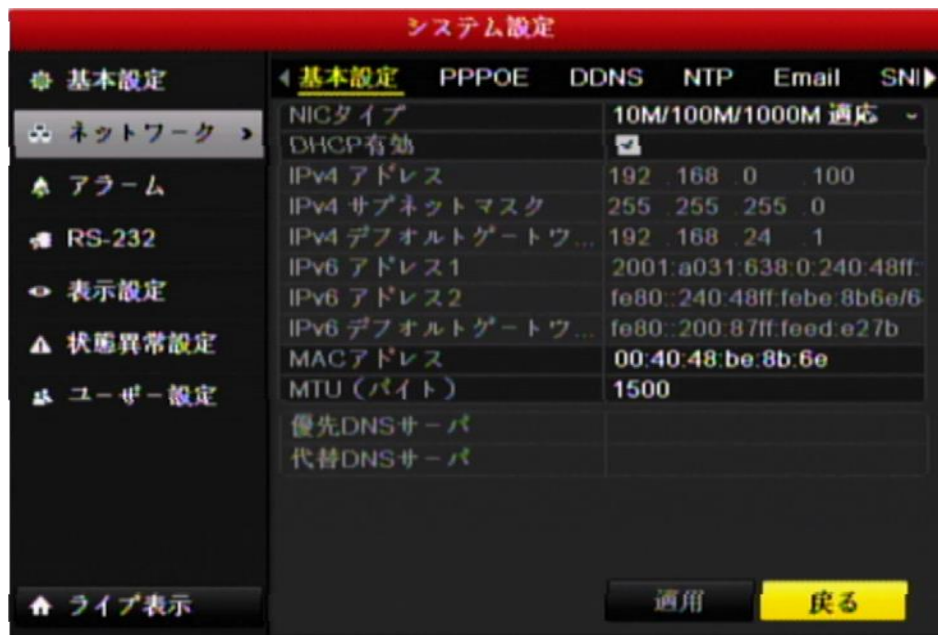 システム設定
基本設定
ネットワーク
アラーム
RS-232
表示設定
状態異常設定
ユーザー設定
ライブ表示
基本設定 PPPOE DDNS NTP Email SNI
NICタイプ 10M/100M/1000M 適応
DHCP有効
IPv4 アドレス 192 .168 .0 .100
IPv4 サブネットマスク 255 .255 .255 .0
IPv4 デフォルトゲートウ... 192 .168 .24 .1
IPv6 アドレス1 2001:a031:638:0:240:48ff:
IPv6 アドレス2 fe80::240:48ff:febe:8b6e/6
IPv6 デフォルトゲートウ... fe80::200:87ff:feed:e27b
MACアドレス 00:40:48:be:8b:6e
MTU（バイト） 1500
優先DNSサーバ
代替DNSサーバ
適用 戻る